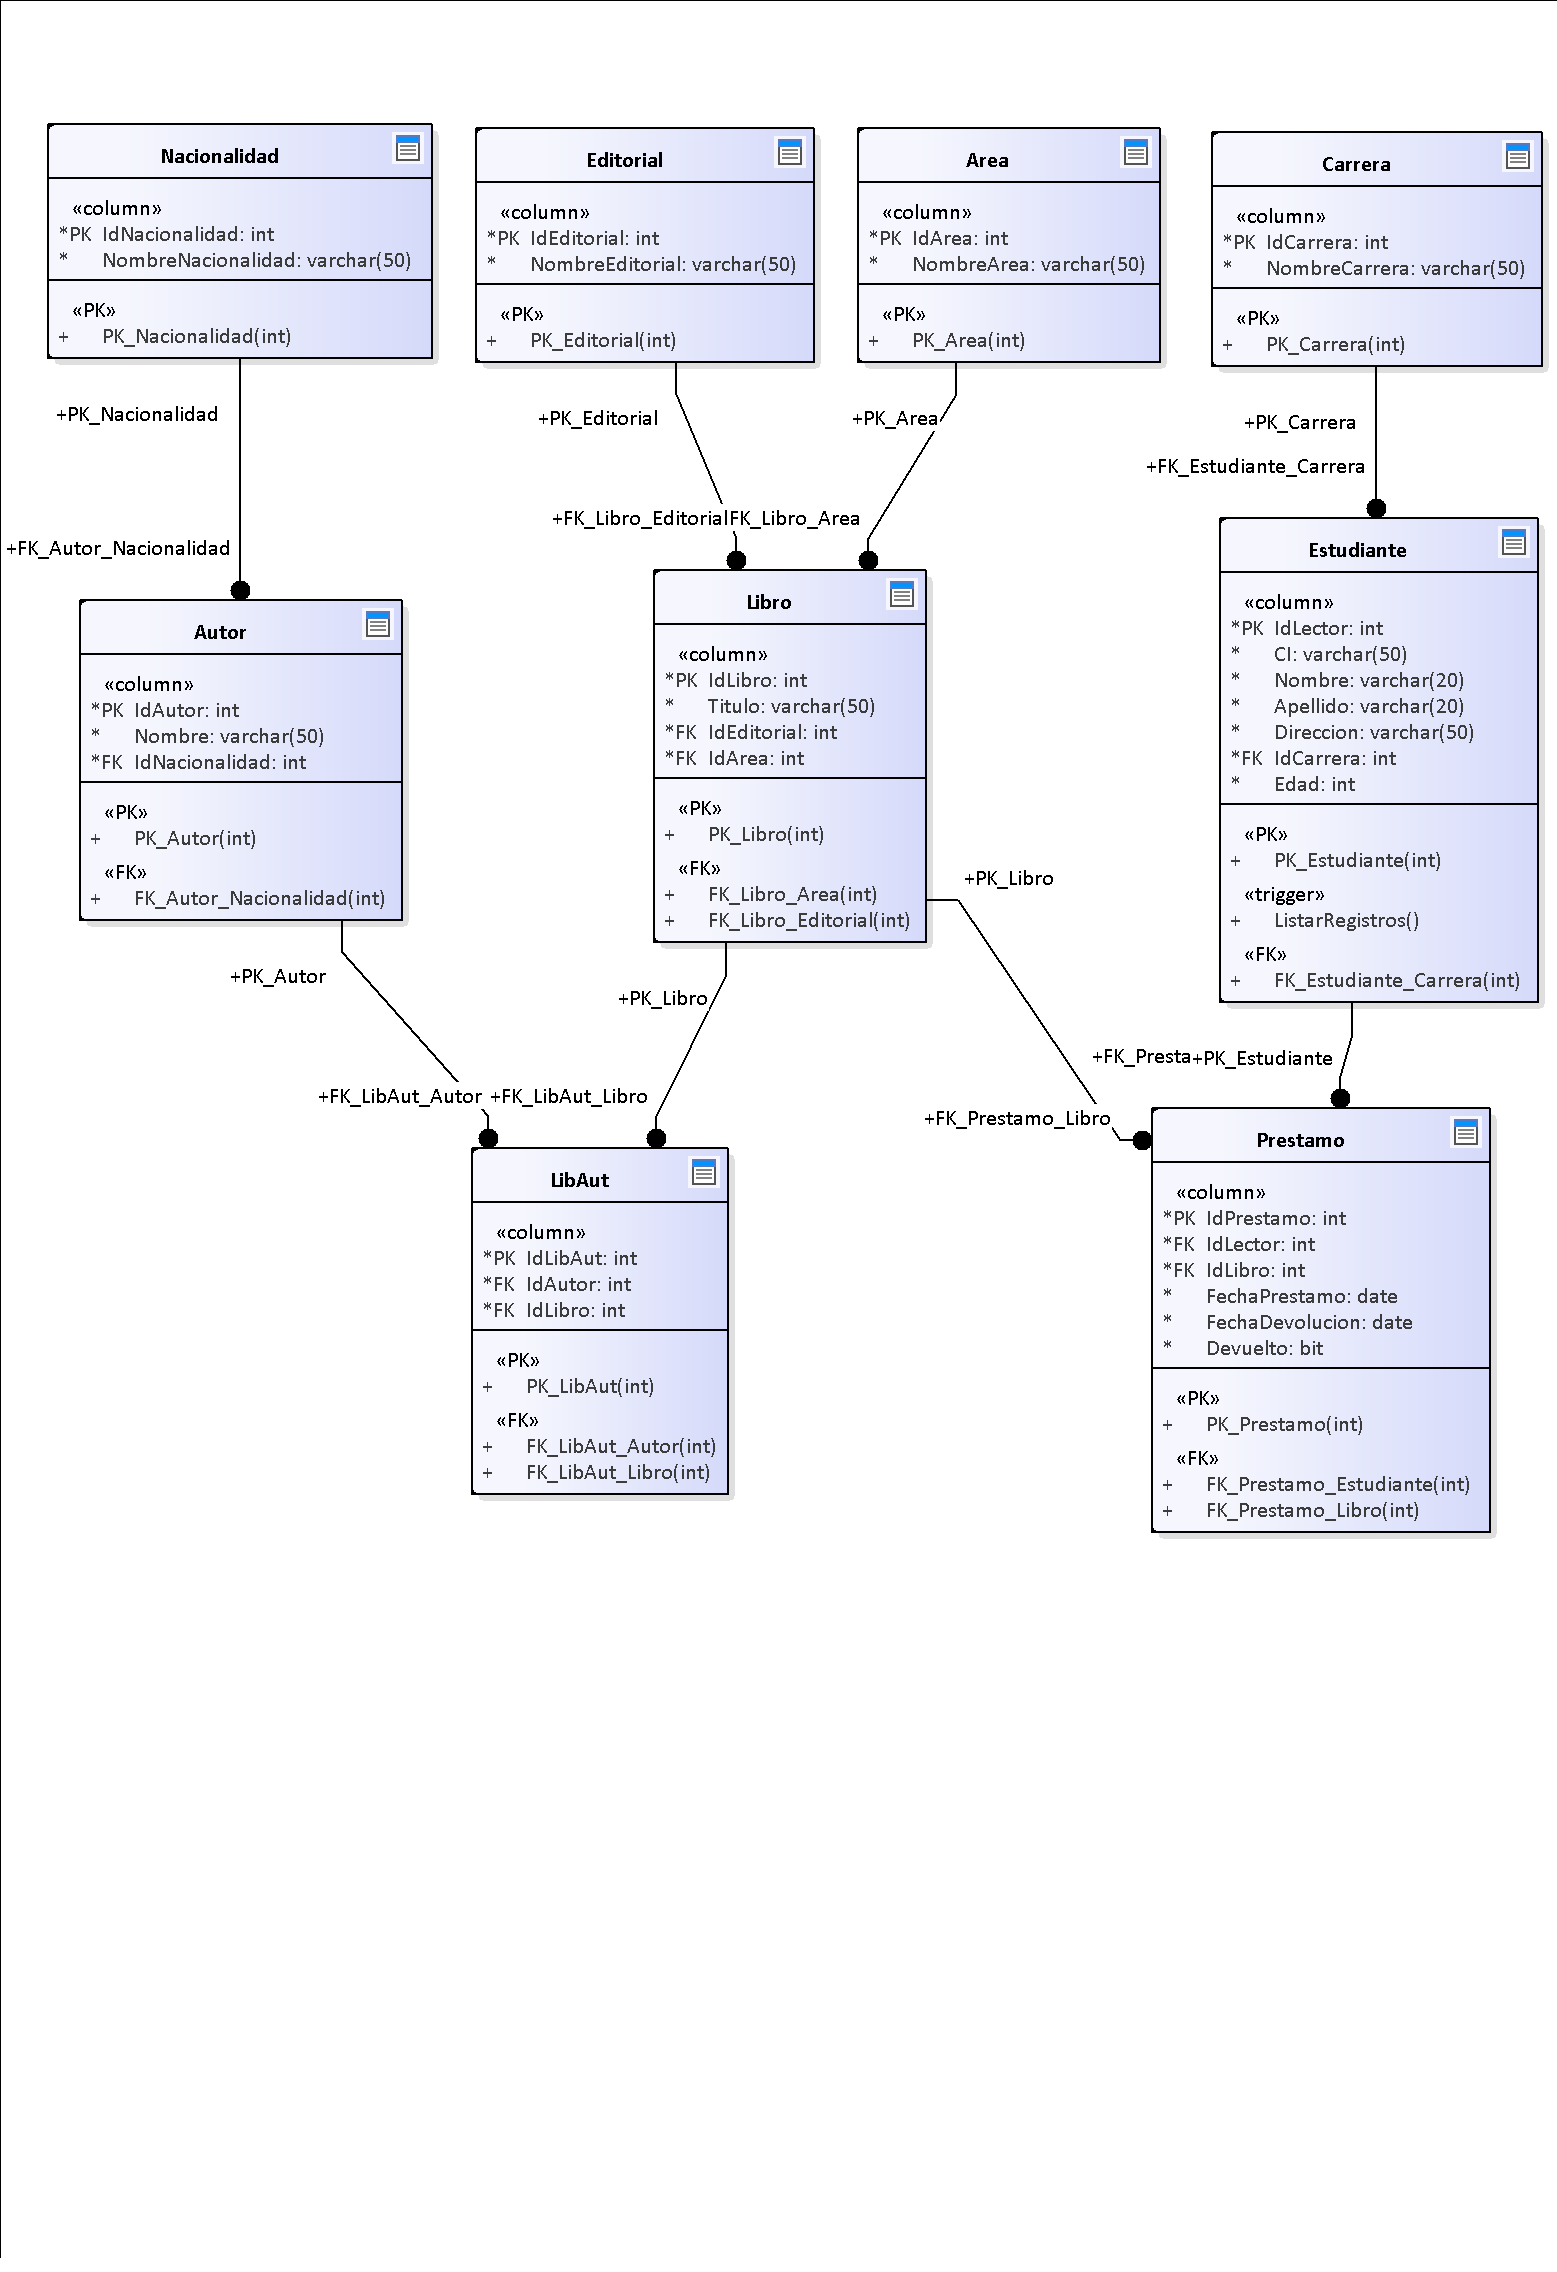 Nacionalidad
«column»
*PK IdNacionalidad: int
* NombreNacionalidad: varchar(50)
«PK»
+ PK_Nacionalidad(int)
Editorial
«column»
*PK IdEditorial: int
* NombreEditorial: varchar(50)
«PK»
+ PK_Editorial(int)
Area
«column»
*PK IdArea: int
* NombreArea: varchar(50)
«PK»
+ PK_Area(int)
Carrera
«column»
*PK IdCarrera: int
* NombreCarrera: varchar(50)
«PK»
+ PK_Carrera(int)
+PK_Nacionalidad
+PK_Editorial
+PK_Area
+PK_Carrera
+FK_Estudiante_Carrera
+FK_Autor_Nacionalidad
+FK_Libro_Editorial
FK_Libro_Area
Autor
«column»
*PK IdAutor: int
* Nombre: varchar(50)
*FK IdNacionalidad: int
«PK»
+ PK_Autor(int)
«FK»
+ FK_Autor_Nacionalidad(int)
Libro
«column»
*PK IdLibro: int
* Titulo: varchar(50)
*FK IdEditorial: int
*FK IdArea: int
«PK»
+ PK_Libro(int)
«FK»
+ FK_Libro_Area(int)
+ FK_Libro_Editorial(int)
Estudiante
«column»
*PK IdLector: int
* CI: varchar(50)
* Nombre: varchar(20)
* Apellido: varchar(20)
* Direccion: varchar(50)
*FK IdCarrera: int
* Edad: int
«PK»
+ PK_Estudiante(int)
«trigger»
+ ListarRegistros()
«FK»
+ FK_Estudiante_Carrera(int)
+PK_Autor
+PK_Libro
+PK_Libro
+FK_Presta
+PK_Estudiante
+FK_LibAut_Autor
+FK_LibAut_Libro
+FK_Prestamo_Libro
LibAut
«column»
*PK IdLibAut: int
*FK IdAutor: int
*FK IdLibro: int
«PK»
+ PK_LibAut(int)
«FK»
+ FK_LibAut_Autor(int)
+ FK_LibAut_Libro(int)
Prestamo
«column»
*PK IdPrestamo: int
*FK IdLector: int
*FK IdLibro: int
* FechaPrestamo: date
* FechaDevolucion: date
* Devuelto: bit
«PK»
+ PK_Prestamo(int)
«FK»
+ FK_Prestamo_Estudiante(int)
+ FK_Prestamo_Libro(int)